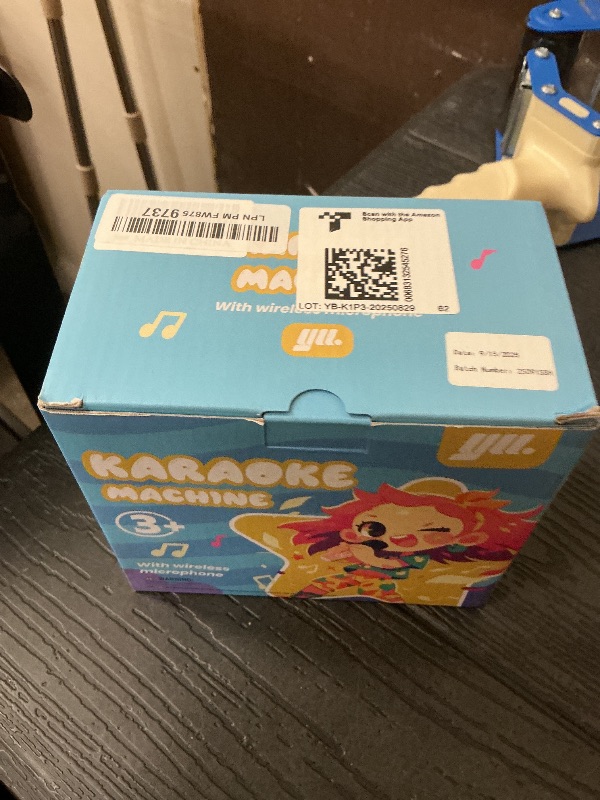 LPN PM FW875 9737
Scan with the Amazon
Shopping App
LOT: YB-K1P3-20250829
62
With wireless microphone
yu.
Date: 9/15/2025
Batch Number:
yu.
KARAOKE
MACHINE
3+
With wireless
microphone
WARNING: